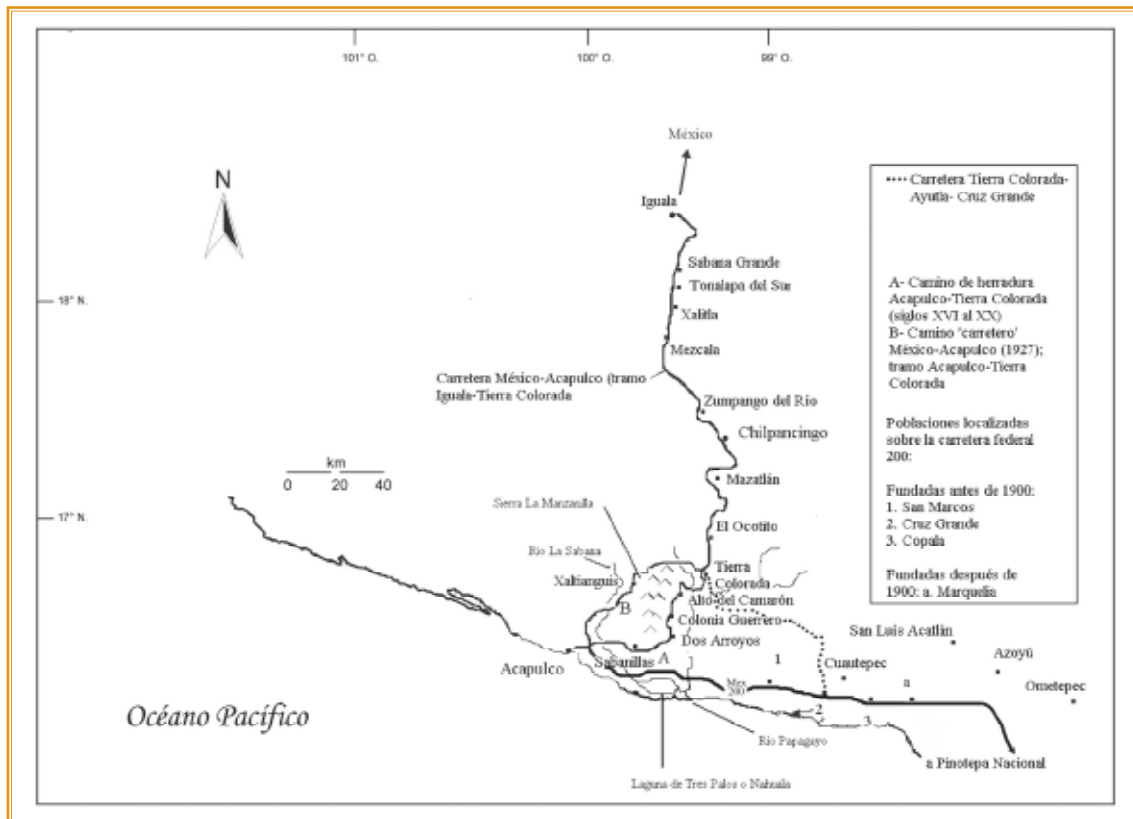 101° O.
100° O.
99° O.
México
N
Iguala
Sabana Grande
Tonalapa del Sur
18° N.
Xalitla
Mezcala
Carretera México-Acapulco (tramo
Iguala-Tierra Colorada
Zumpango del Río
Chilpancingo
km
0 20 40
Mazatlán
Sierra La Manzanilla
17° N.
El Ocotito
Río La Sabana
Xaltianguis
Tierra
Colorada
B
Alto del Camarón
Colonia Guerrero
Dos Arroyos
San Luis Acatlán
Acapulco
Sabanillas
A
1
Cuautepec
Azoyú
Mex
200
a
Ometepec
2
3
Océano Pacífico
Río Papagayo
a Pinotepa Nacional
Laguna de Tres Palos o Nahuala
Carretera Tierra Colorada-
Ayutla- Cruz Grande
A- Camino de herradura
Acapulco-Tierra Colorada
(siglos XVI al XX)
B- Camino 'carretero'
México-Acapulco (1927);
tramo Acapulco-Tierra
Colorada
Poblaciones localizadas
sobre la carretera federal
200:
Fundadas antes de 1900:
1. San Marcos
2. Cruz Grande
3. Copala
Fundadas después de
1900: a. Marquelia